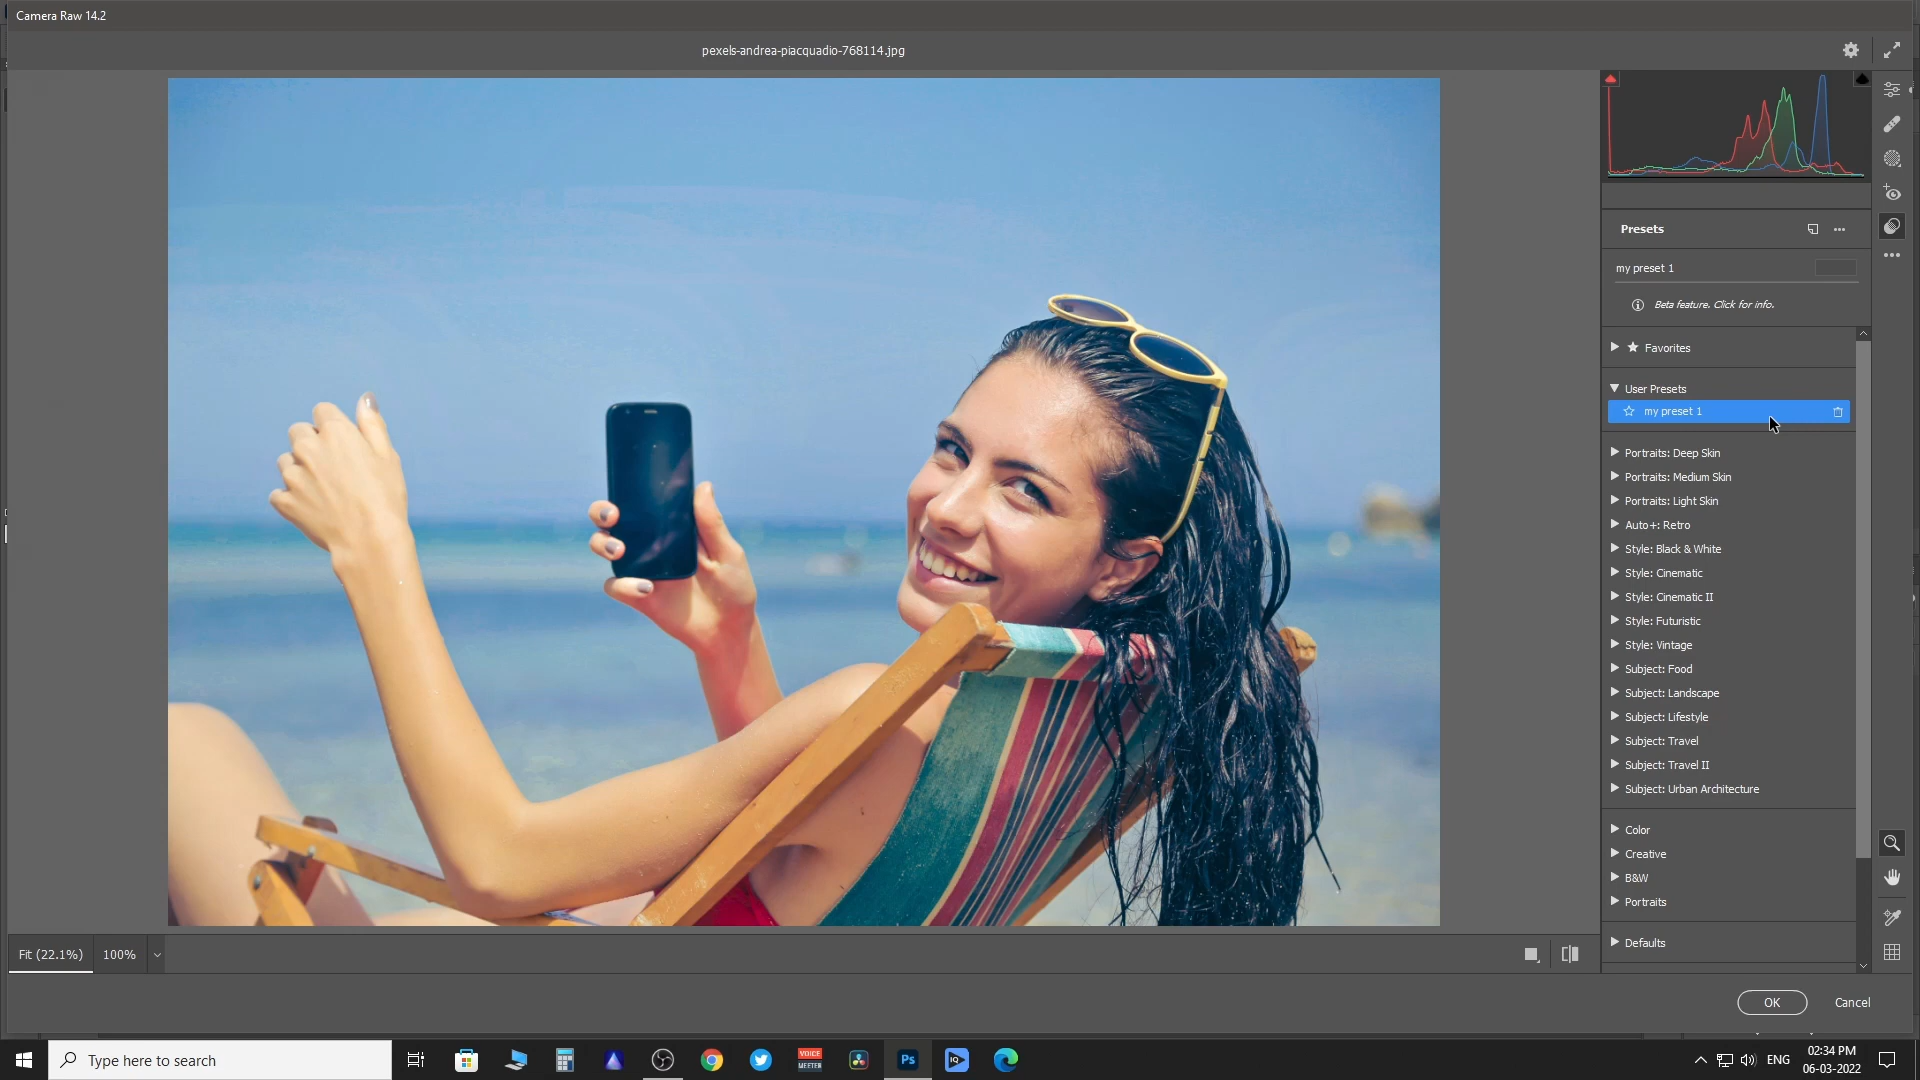 Camera Raw 14.2
pexels-andrea-piacquadio-768114.jpg
Presets
my preset 1
Beta feature. Click for info.
Favorites
User Presets
my preset 1
Portraits: Deep Skin
Portraits: Medium Skin
Portraits: Light Skin
Auto+: Retro
Style: Black & White
Style: Cinematic
Style: Cinematic II
Style: Futuristic
Style: Vintage
Subject: Food
Subject: Landscape
Subject: Lifestyle
Subject: Travel
Subject: Travel II
Subject: Urban Architecture
Color
Creative
B&W
Portraits
Defaults
Fit (22.1%) 100%
OK Cancel
Type here to search
VOICE
MEETER
Ps
IQ
ENG
02:34 PM
06-03-2022